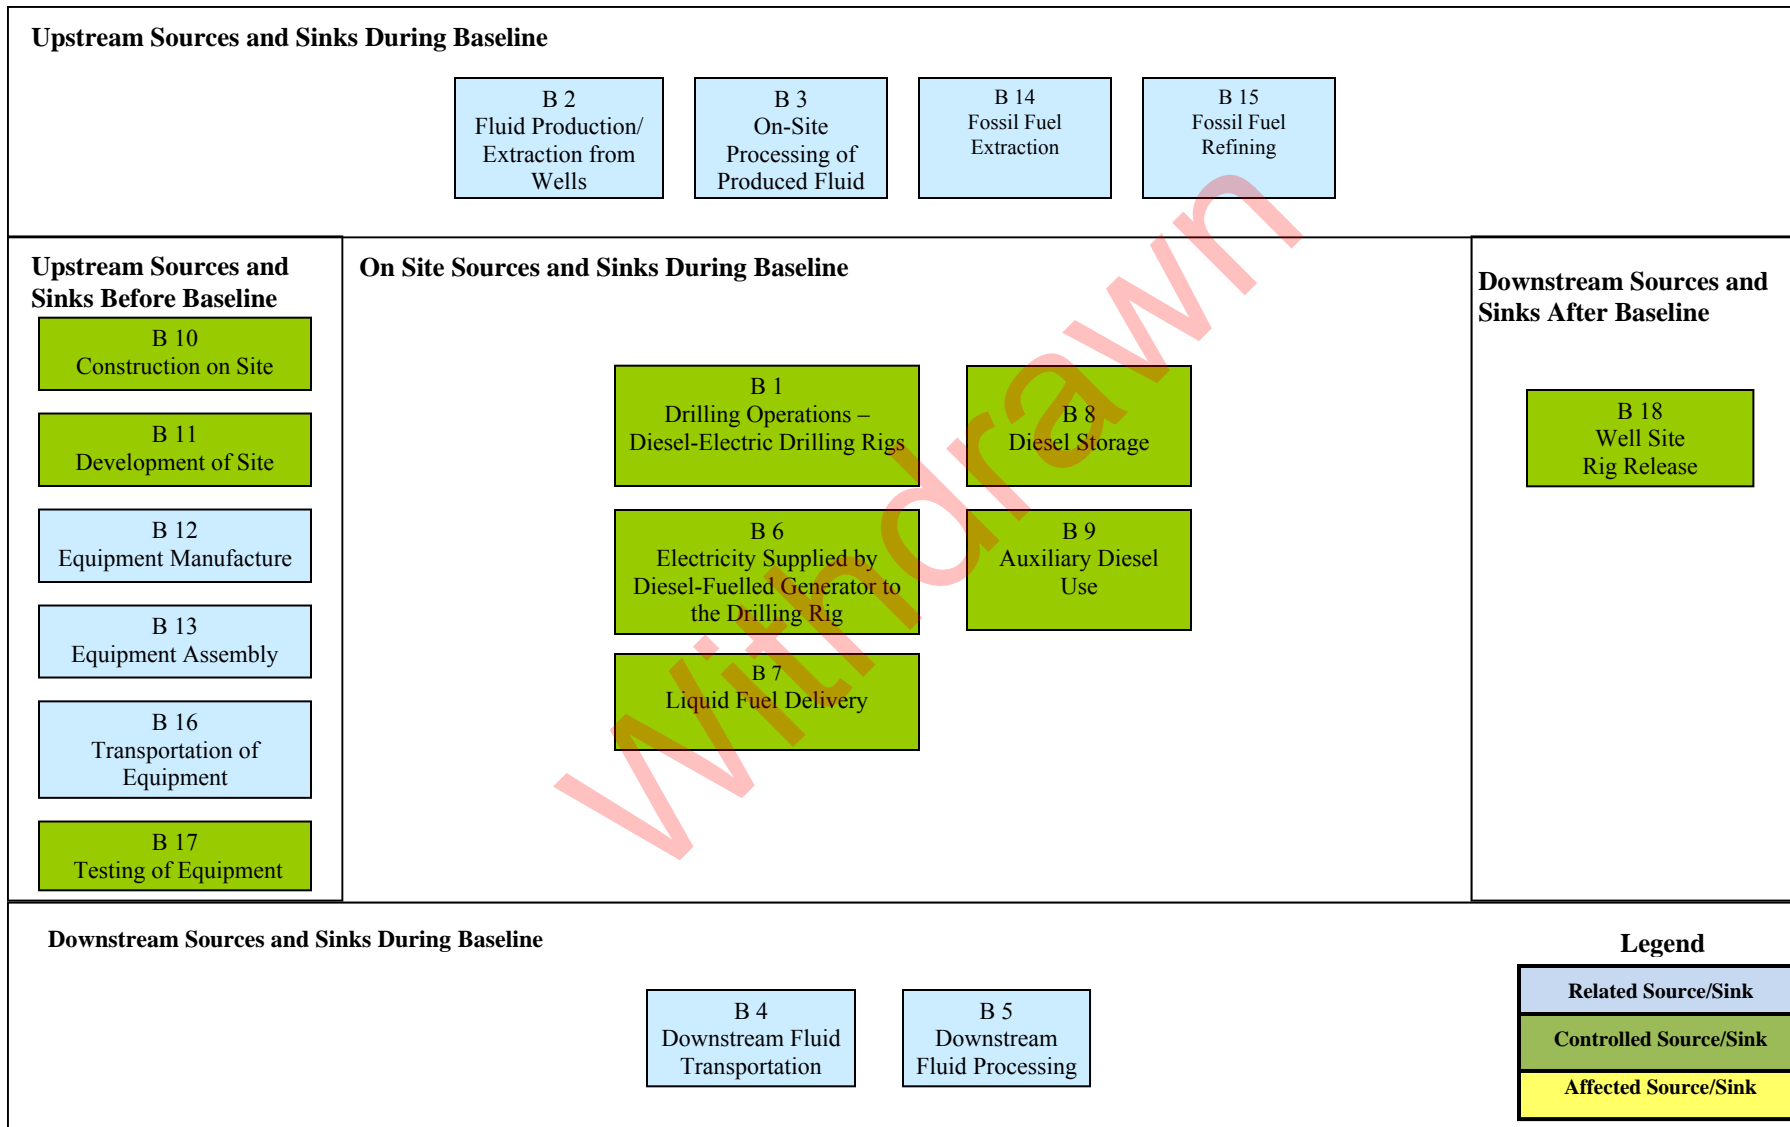 Upstream Sources and Sinks During Baseline
B 2
Fluid Production/
Extraction from
Wells
B 3
On-Site
Processing of
Produced Fluid
B 14
Fossil Fuel
Extraction
B 15
Fossil Fuel
Refining
Upstream Sources and
Sinks Before Baseline
B 10
Construction on Site
B 11
Development of Site
B 12
Equipment Manufacture
B 13
Equipment Assembly
B 16
Transportation of
Equipment
B 17
Testing of Equipment
On Site Sources and Sinks During Baseline
B 1
Drilling Operations –
Diesel-Electric Drilling Rigs
B 8
Diesel Storage
B 6
Electricity Supplied by
Diesel-Fuelled Generator to
the Drilling Rig
B 9
Auxiliary Diesel
Use
B 7
Liquid Fuel Delivery
Downstream Sources and
Sinks After Baseline
B 18
Well Site
Rig Release
Downstream Sources and Sinks During Baseline
B 4
Downstream Fluid
Transportation
B 5
Downstream
Fluid Processing
Legend
Related Source/Sink
Controlled Source/Sink
Affected Source/Sink
Withdrawn